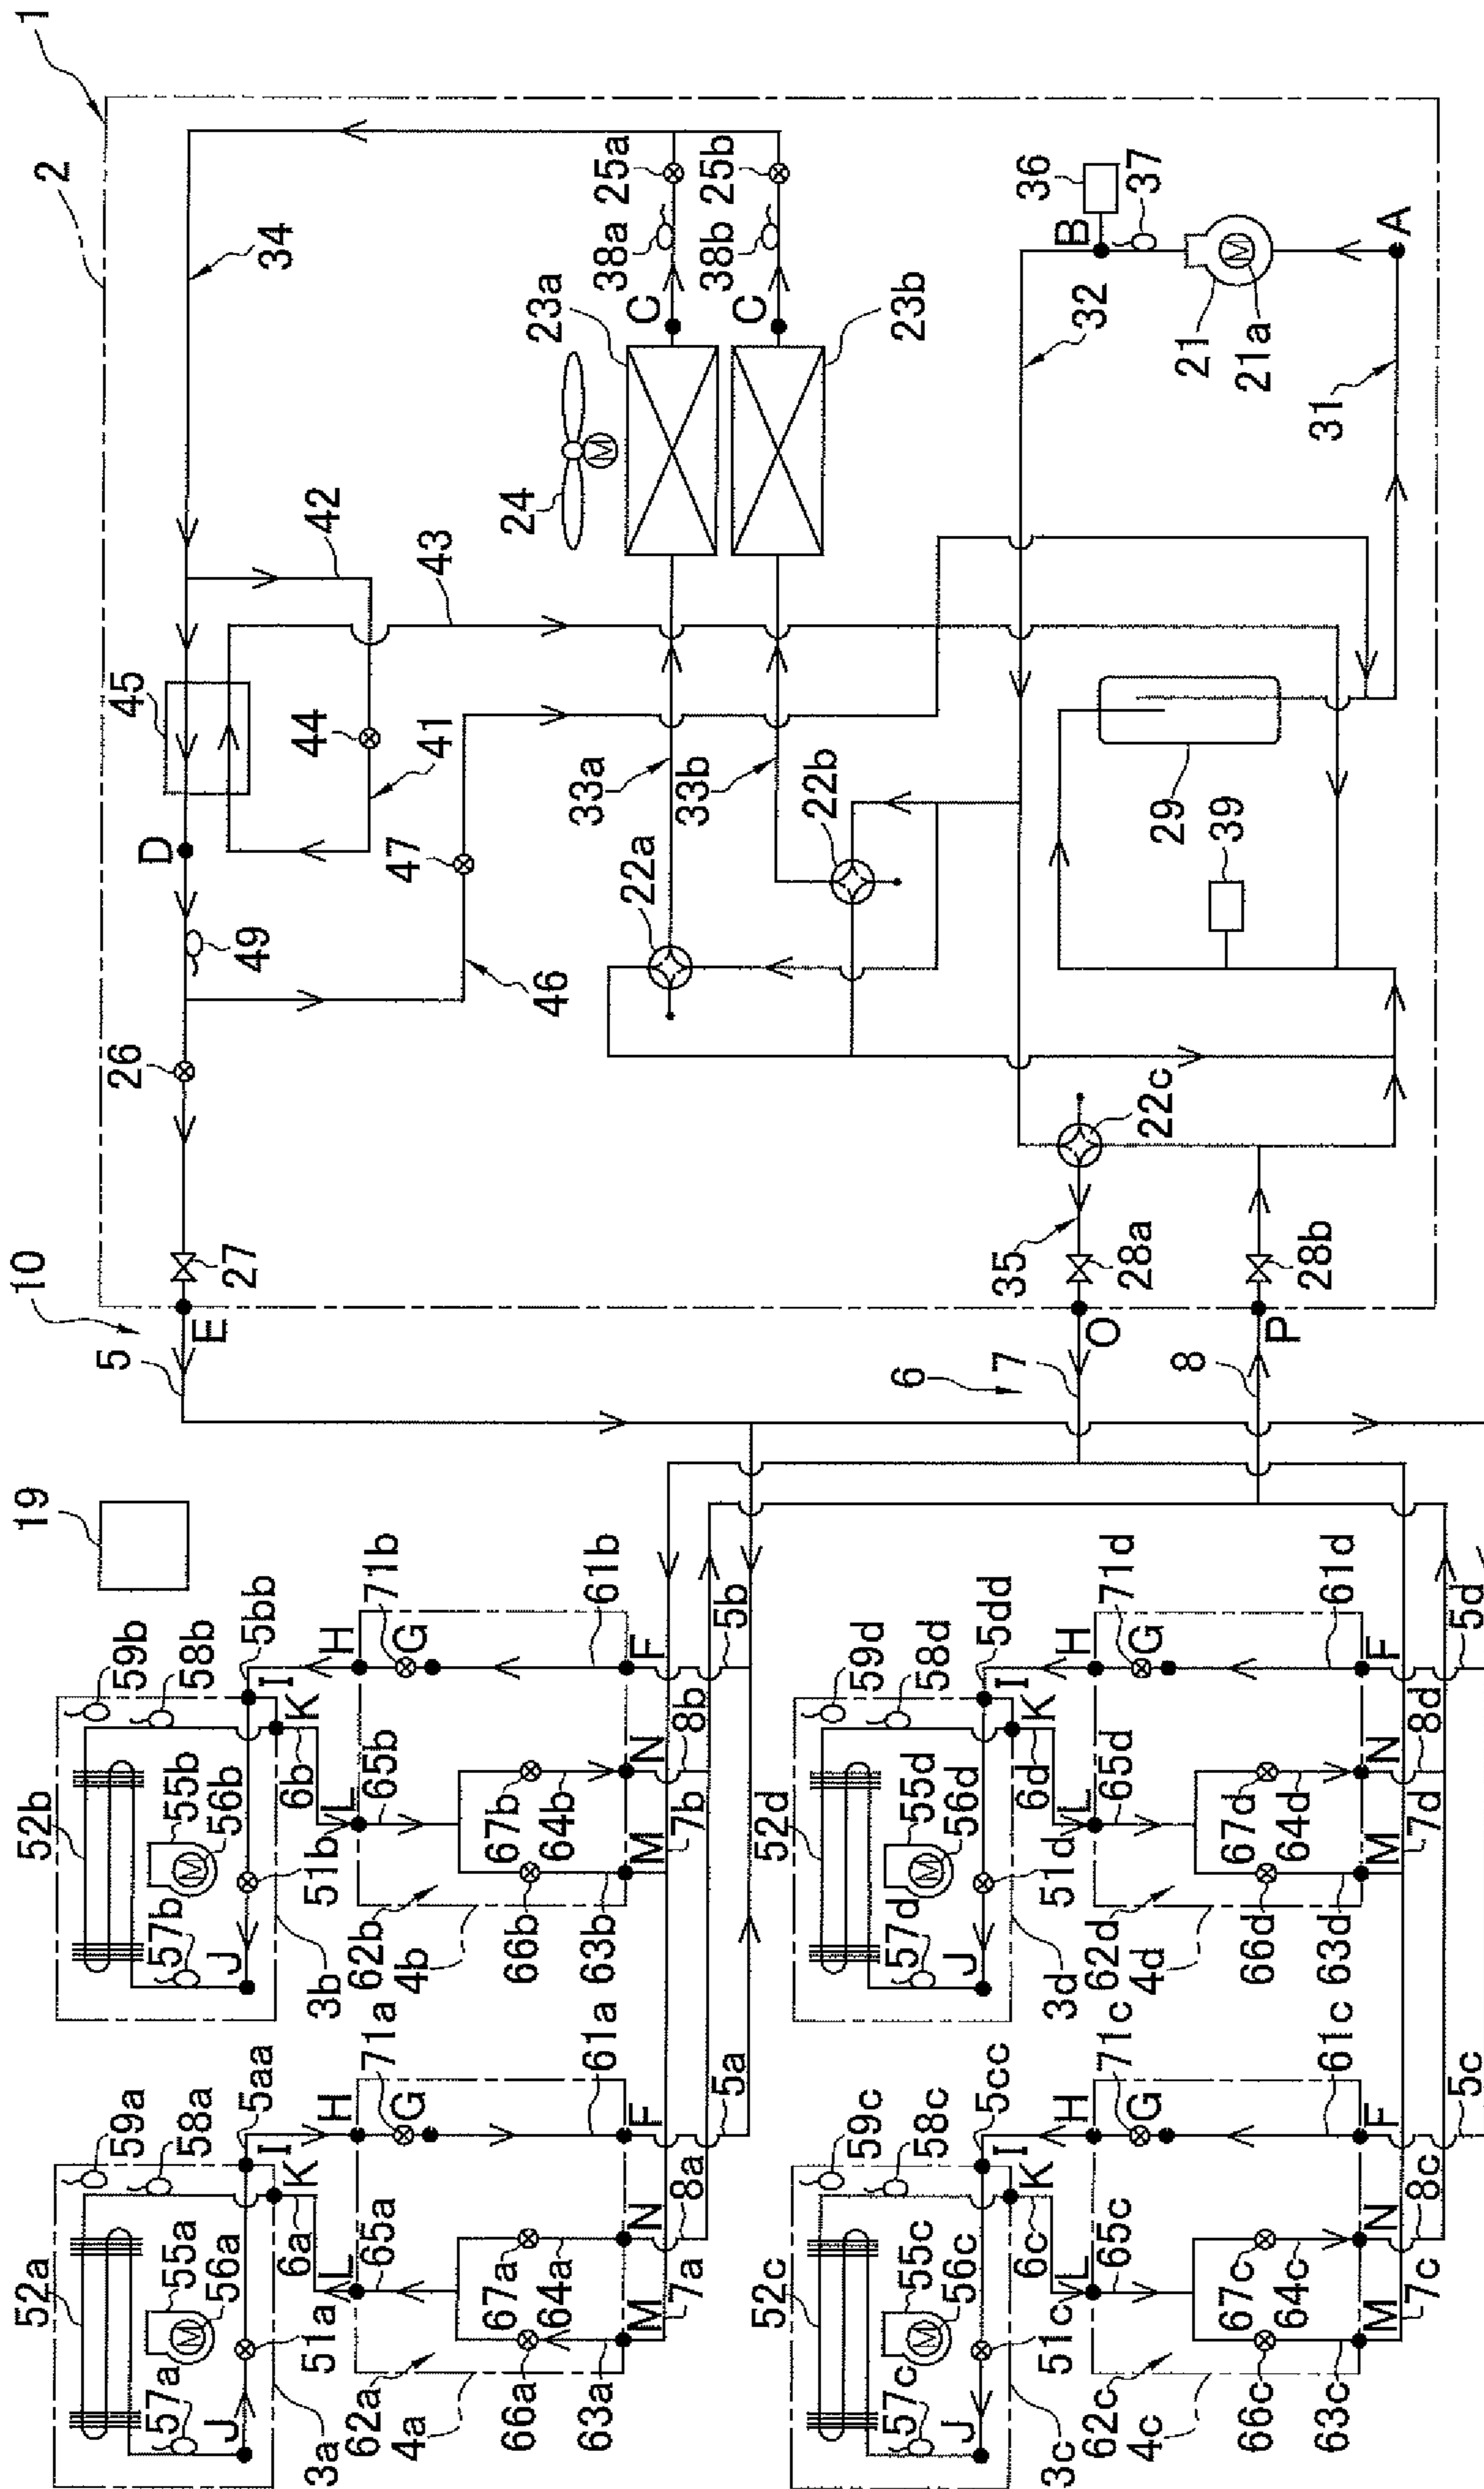 1
2
34
42
43
45
44
41
D
49
47
46
26
27
10
E
5
24
23a
38a
25a
C
38b
25b
C
23b
33a
33b
22a
22b
36
B
37
32
21
21a
A
31
29
39
22c
35
28a
28b
O
P
6
7
8
19
59b
58b
52b
55b
56b
57b
51b
J
I
5bb
K
6b
3b
H
71b
G
L
65b
67b
64b
66b
63b
62b
4b
61b
F
N
M
5b
8b
7b
59a
58a
52a
55a
56a
57a
51a
J
I
5aa
K
6a
3a
H
71a
G
L
65a
67a
64a
66a
63a
62a
4a
61a
F
N
M
5a
8a
7a
59d
58d
52d
55d
56d
57d
51d
J
I
5dd
K
6d
3d
H
71d
G
L
65d
67d
64d
66d
63d
62d
4d
61d
F
N
M
5d
8d
7d
59c
58c
52c
55c
56c
57c
51c
J
I
5cc
K
6c
3c
H
71c
G
L
65c
67c
64c
66c
63c
62c
4c
61c
F
N
M
5c
8c
7c
M
M
M
M
M
M